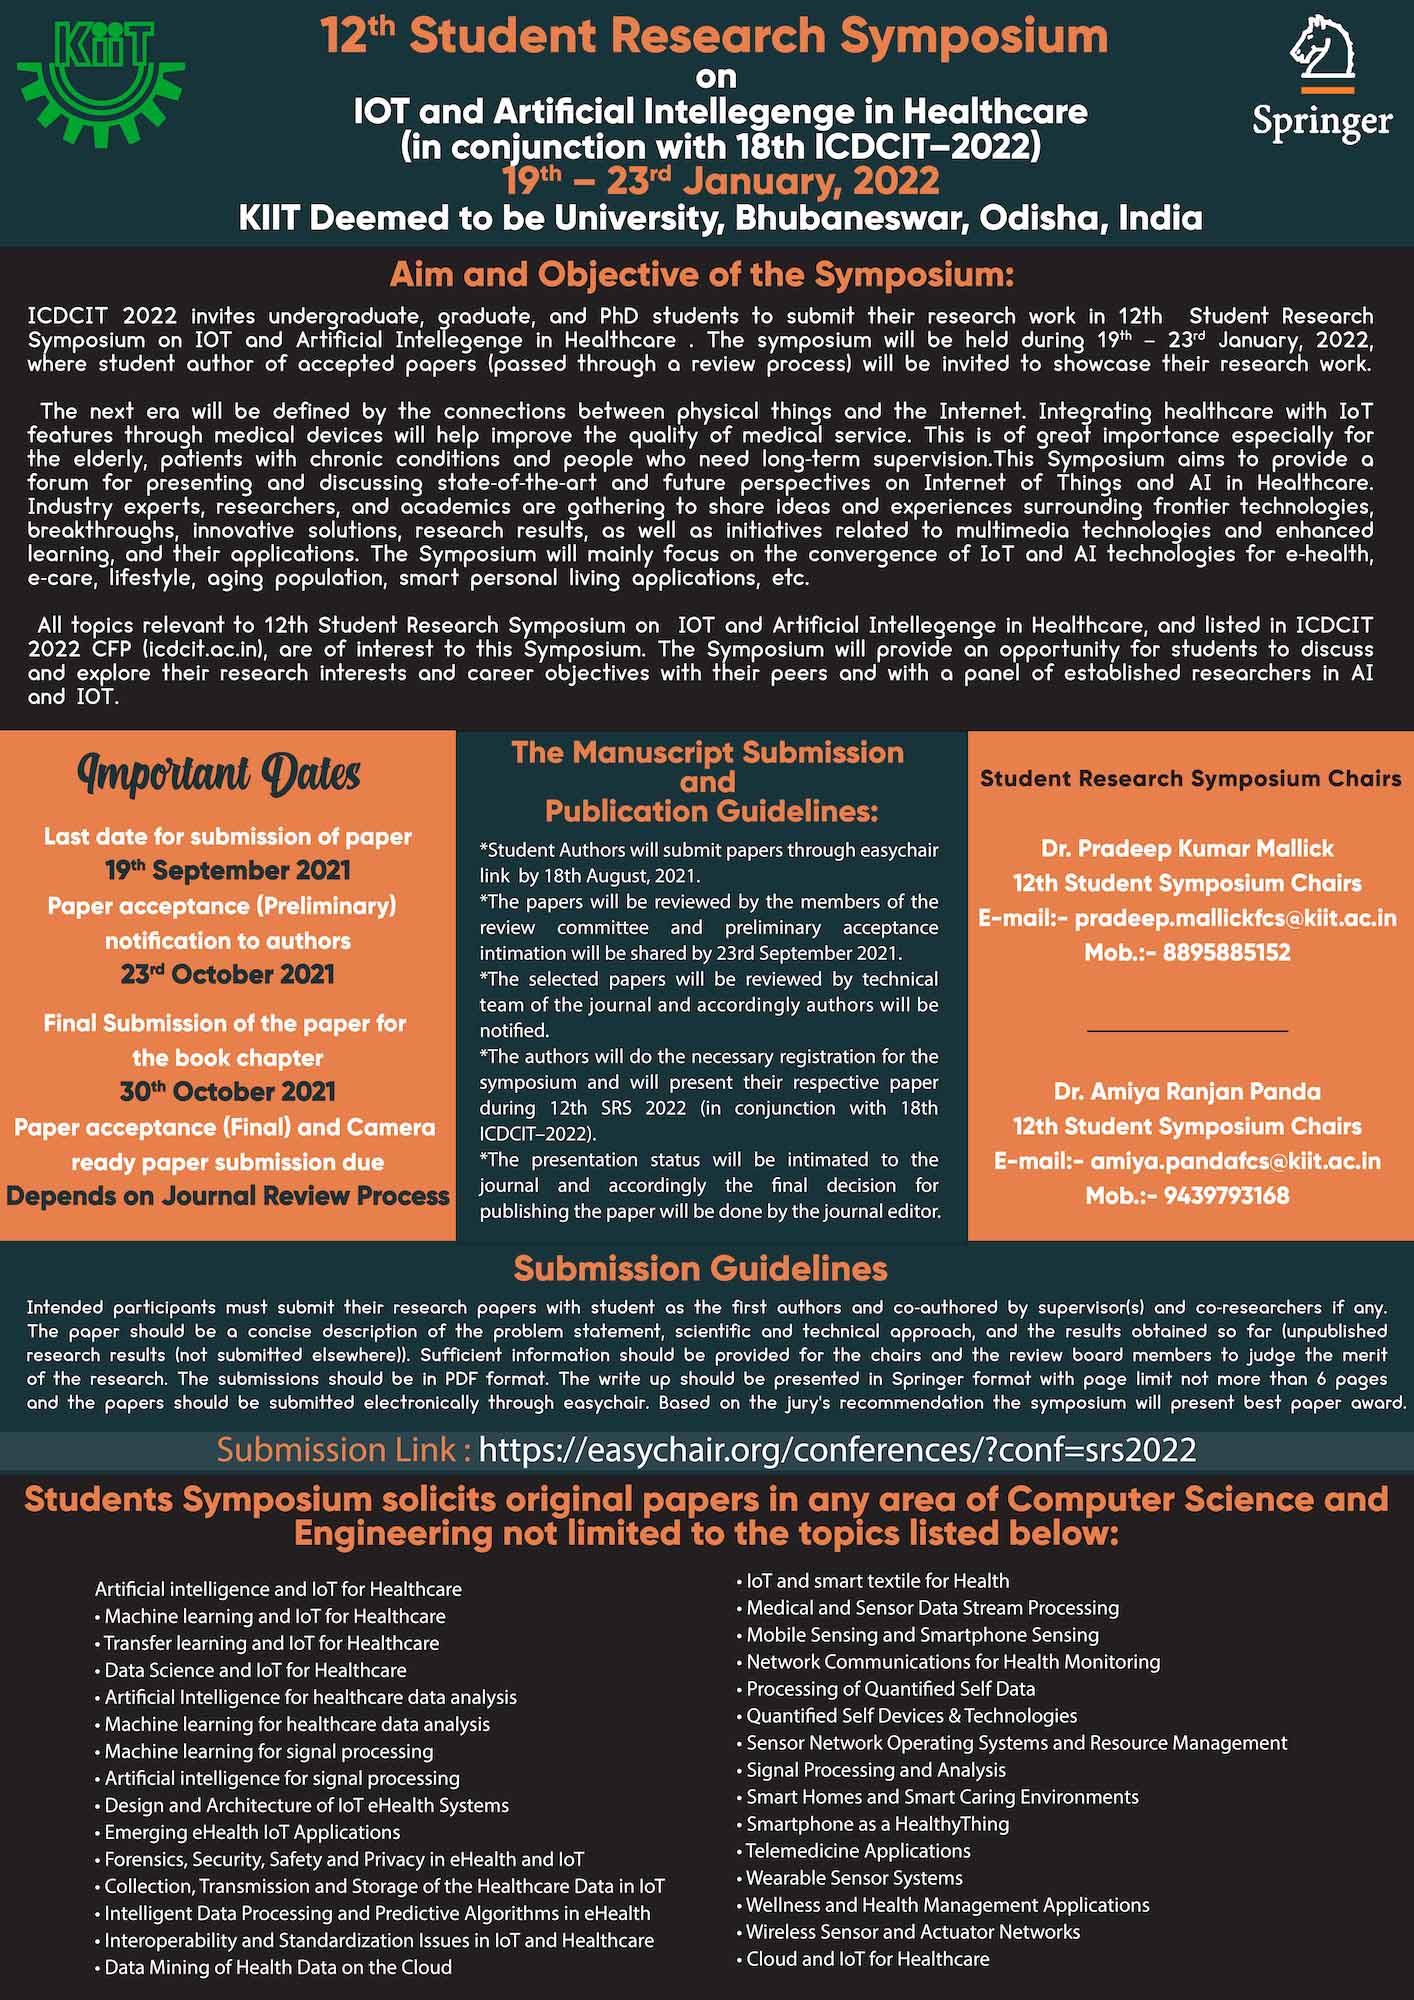 KiiT
12th Student Research Symposium
on
IOT and Artificial Intellegenge in Healthcare
(in conjunction with 18th ICDCIT–2022)
19th – 23rd January, 2022
KIIT Deemed to be University, Bhubaneswar, Odisha, India
Springer
Aim and Objective of the Symposium:
ICDCIT 2022 invites undergraduate, graduate, and PhD students to submit their research work in 12th Student Research
Symposium on IOT and Artificial Intellegenge in Healthcare . The symposium will be held during 19th – 23rd January, 2022,
where student author of accepted papers (passed through a review process) will be invited to showcase their research work.
The next era will be defined by the connections between physical things and the Internet. Integrating healthcare with IoT
features through medical devices will help improve the quality of medical service. This is of great importance especially for
the elderly, patients with chronic conditions and people who need long-term supervision.This Symposium aims to provide a
forum for presenting and discussing state-of-the-art and future perspectives on Internet of Things and AI in Healthcare.
Industry experts, researchers, and academics are gathering to share ideas and experiences surrounding frontier technologies,
breakthroughs, innovative solutions, research results, as well as initiatives related to multimedia technologies and enhanced
learning, and their applications. The Symposium will mainly focus on the convergence of IoT and AI technologies for e-health,
e-care, lifestyle, aging population, smart personal living applications, etc.
All topics relevant to 12th Student Research Symposium on IOT and Artificial Intellegenge in Healthcare, and listed in ICDCIT
2022 CFP (icdcit.ac.in), are of interest to this Symposium. The Symposium will provide an opportunity for students to discuss
and explore their research interests and career objectives with their peers and with a panel of established researchers in AI
and IOT.
Important Dates
Last date for submission of paper
19th September 2021
Paper acceptance (Preliminary)
notification to authors
23rd October 2021
Final Submission of the paper for
the book chapter
30th October 2021
Paper acceptance (Final) and Camera
ready paper submission due
Depends on Journal Review Process
The Manuscript Submission
and
Publication Guidelines:
*Student Authors will submit papers through easychair
link by 18th August, 2021.
*The papers will be reviewed by the members of the
review committee and preliminary acceptance
intimation will be shared by 23rd September 2021.
*The selected papers will be reviewed by technical
team of the journal and accordingly authors will be
notified.
*The authors will do the necessary registration for the
symposium and will present their respective paper
during 12th SRS 2022 (in conjunction with 18th
ICDCIT–2022).
*The presentation status will be intimated to the
journal and accordingly the final decision for
publishing the paper will be done by the journal editor.
Student Research Symposium Chairs
Dr. Pradeep Kumar Mallick
12th Student Symposium Chairs
E-mail:- pradeep.mallickfcs@kiit.ac.in
Mob.:- 8895885152
Dr. Amiya Ranjan Panda
12th Student Symposium Chairs
E-mail:- amiya.pandafcs@kiit.ac.in
Mob.:- 9439793168
Submission Guidelines
Intended participants must submit their research papers with student as the first authors and co-authored by supervisor(s) and co-researchers if any.
The paper should be a concise description of the problem statement, scientific and technical approach, and the results obtained so far (unpublished
research results (not submitted elsewhere)). Sufficient information should be provided for the chairs and the review board members to judge the merit
of the research. The submissions should be in PDF format. The write up should be presented in Springer format with page limit not more than 6 pages
and the papers should be submitted electronically through easychair. Based on the jury's recommendation the symposium will present best paper award.
Submission Link : https://easychair.org/conferences/?conf=srs2022
Students Symposium solicits original papers in any area of Computer Science and
Engineering not limited to the topics listed below:
Artificial intelligence and IoT for Healthcare
• Machine learning and IoT for Healthcare
• Transfer learning and IoT for Healthcare
• Data Science and IoT for Healthcare
• Artificial Intelligence for healthcare data analysis
• Machine learning for healthcare data analysis
• Machine learning for signal processing
• Artificial intelligence for signal processing
• Design and Architecture of IoT eHealth Systems
• Emerging eHealth IoT Applications
• Forensics, Security, Safety and Privacy in eHealth and IoT
• Collection, Transmission and Storage of the Healthcare Data in IoT
• Intelligent Data Processing and Predictive Algorithms in eHealth
• Interoperability and Standardization Issues in IoT and Healthcare
• Data Mining of Health Data on the Cloud
• IoT and smart textile for Health
• Medical and Sensor Data Stream Processing
• Mobile Sensing and Smartphone Sensing
• Network Communications for Health Monitoring
• Processing of Quantified Self Data
• Quantified Self Devices & Technologies
• Sensor Network Operating Systems and Resource Management
• Signal Processing and Analysis
• Smart Homes and Smart Caring Environments
• Smartphone as a HealthyThing
• Telemedicine Applications
• Wearable Sensor Systems
• Wellness and Health Management Applications
• Wireless Sensor and Actuator Networks
• Cloud and IoT for Healthcare